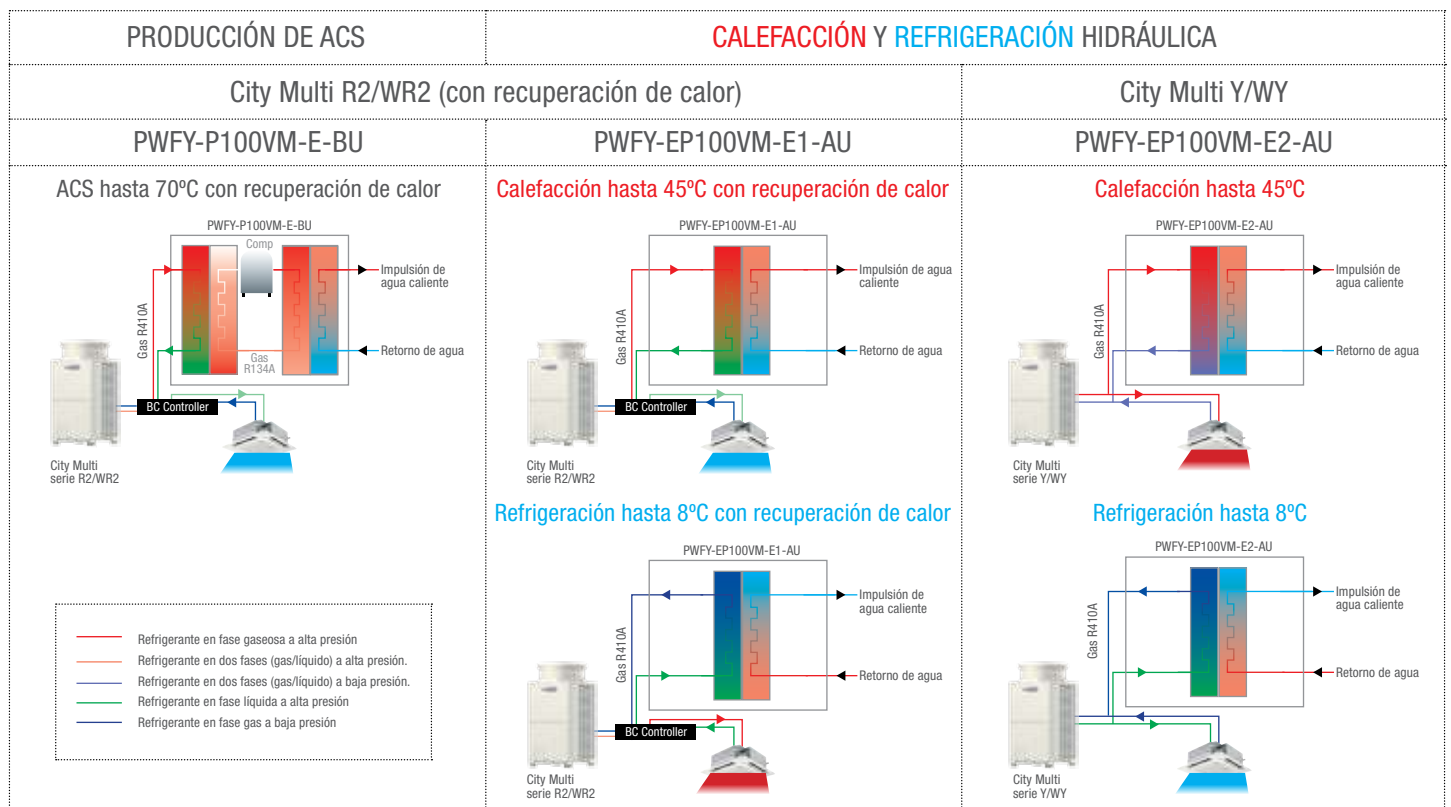 PRODUCCIÓN DE ACS
CALEFACCIÓN Y REFRIGERACIÓN HIDRÁULICA
City Multi R2/WR2 (con recuperación de calor)
City Multi Y/WY
PWFY-P100VM-E-BU
PWFY-EP100VM-E1-AU
PWFY-EP100VM-E2-AU
ACS hasta 70ºC con recuperación de calor
PWFY-P100VM-E-BU
Comp
Impulsión de
agua caliente
Gas R410A
Gas
R134A
Retorno de agua
BC Controller
City Multi
serie R2/WR2
Calefacción hasta 45ºC con recuperación de calor
PWFY-EP100VM-E1-AU
Impulsión de agua
caliente
Gas R410A
Retorno de agua
BC Controller
City Multi
serie R2/WR2
Calefacción hasta 45ºC
PWFY-EP100VM-E2-AU
Impulsión de
agua caliente
Gas R410A
Retorno de agua
City Multi
serie Y/WY
Refrigerante en fase gaseosa a alta presión
Refrigerante en dos fases (gas/líquido) a alta presión.
Refrigerante en dos fases (gas/líquido) a baja presión.
Refrigerante en fase líquida a alta presión
Refrigerante en fase gas a baja presión
Refrigeración hasta 8ºC con recuperación de calor
PWFY-EP100VM-E1-AU
Impulsión de
agua caliente
Gas R410A
Retorno de agua
BC Controller
City Multi
serie R2/WR2
Refrigeración hasta 8ºC
PWFY-EP100VM-E2-AU
Impulsión de
agua caliente
Gas R410A
Retorno de agua
City Multi
serie Y/WY